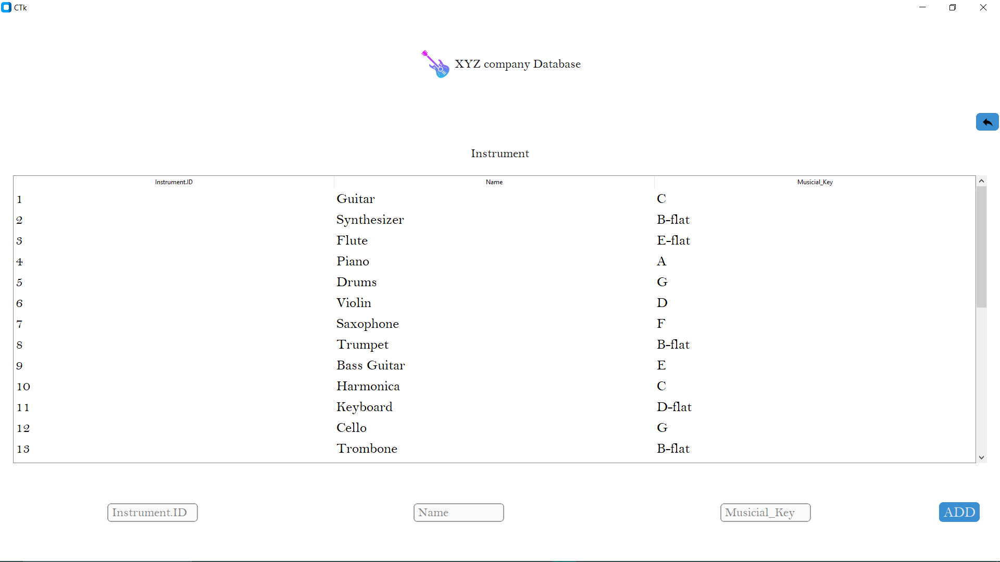 CTk
XYZ company Database
Instrument
Instrument.ID Name Musicial_Key
1 Guitar C
2 Synthesizer B-flat
3 Flute E-flat
4 Piano A
5 Drums G
6 Violin D
7 Saxophone F
8 Trumpet B-flat
9 Bass Guitar E
10 Harmonica C
11 Keyboard D-flat
12 Cello G
13 Trombone B-flat
Instrument.ID Name Musicial_Key ADD